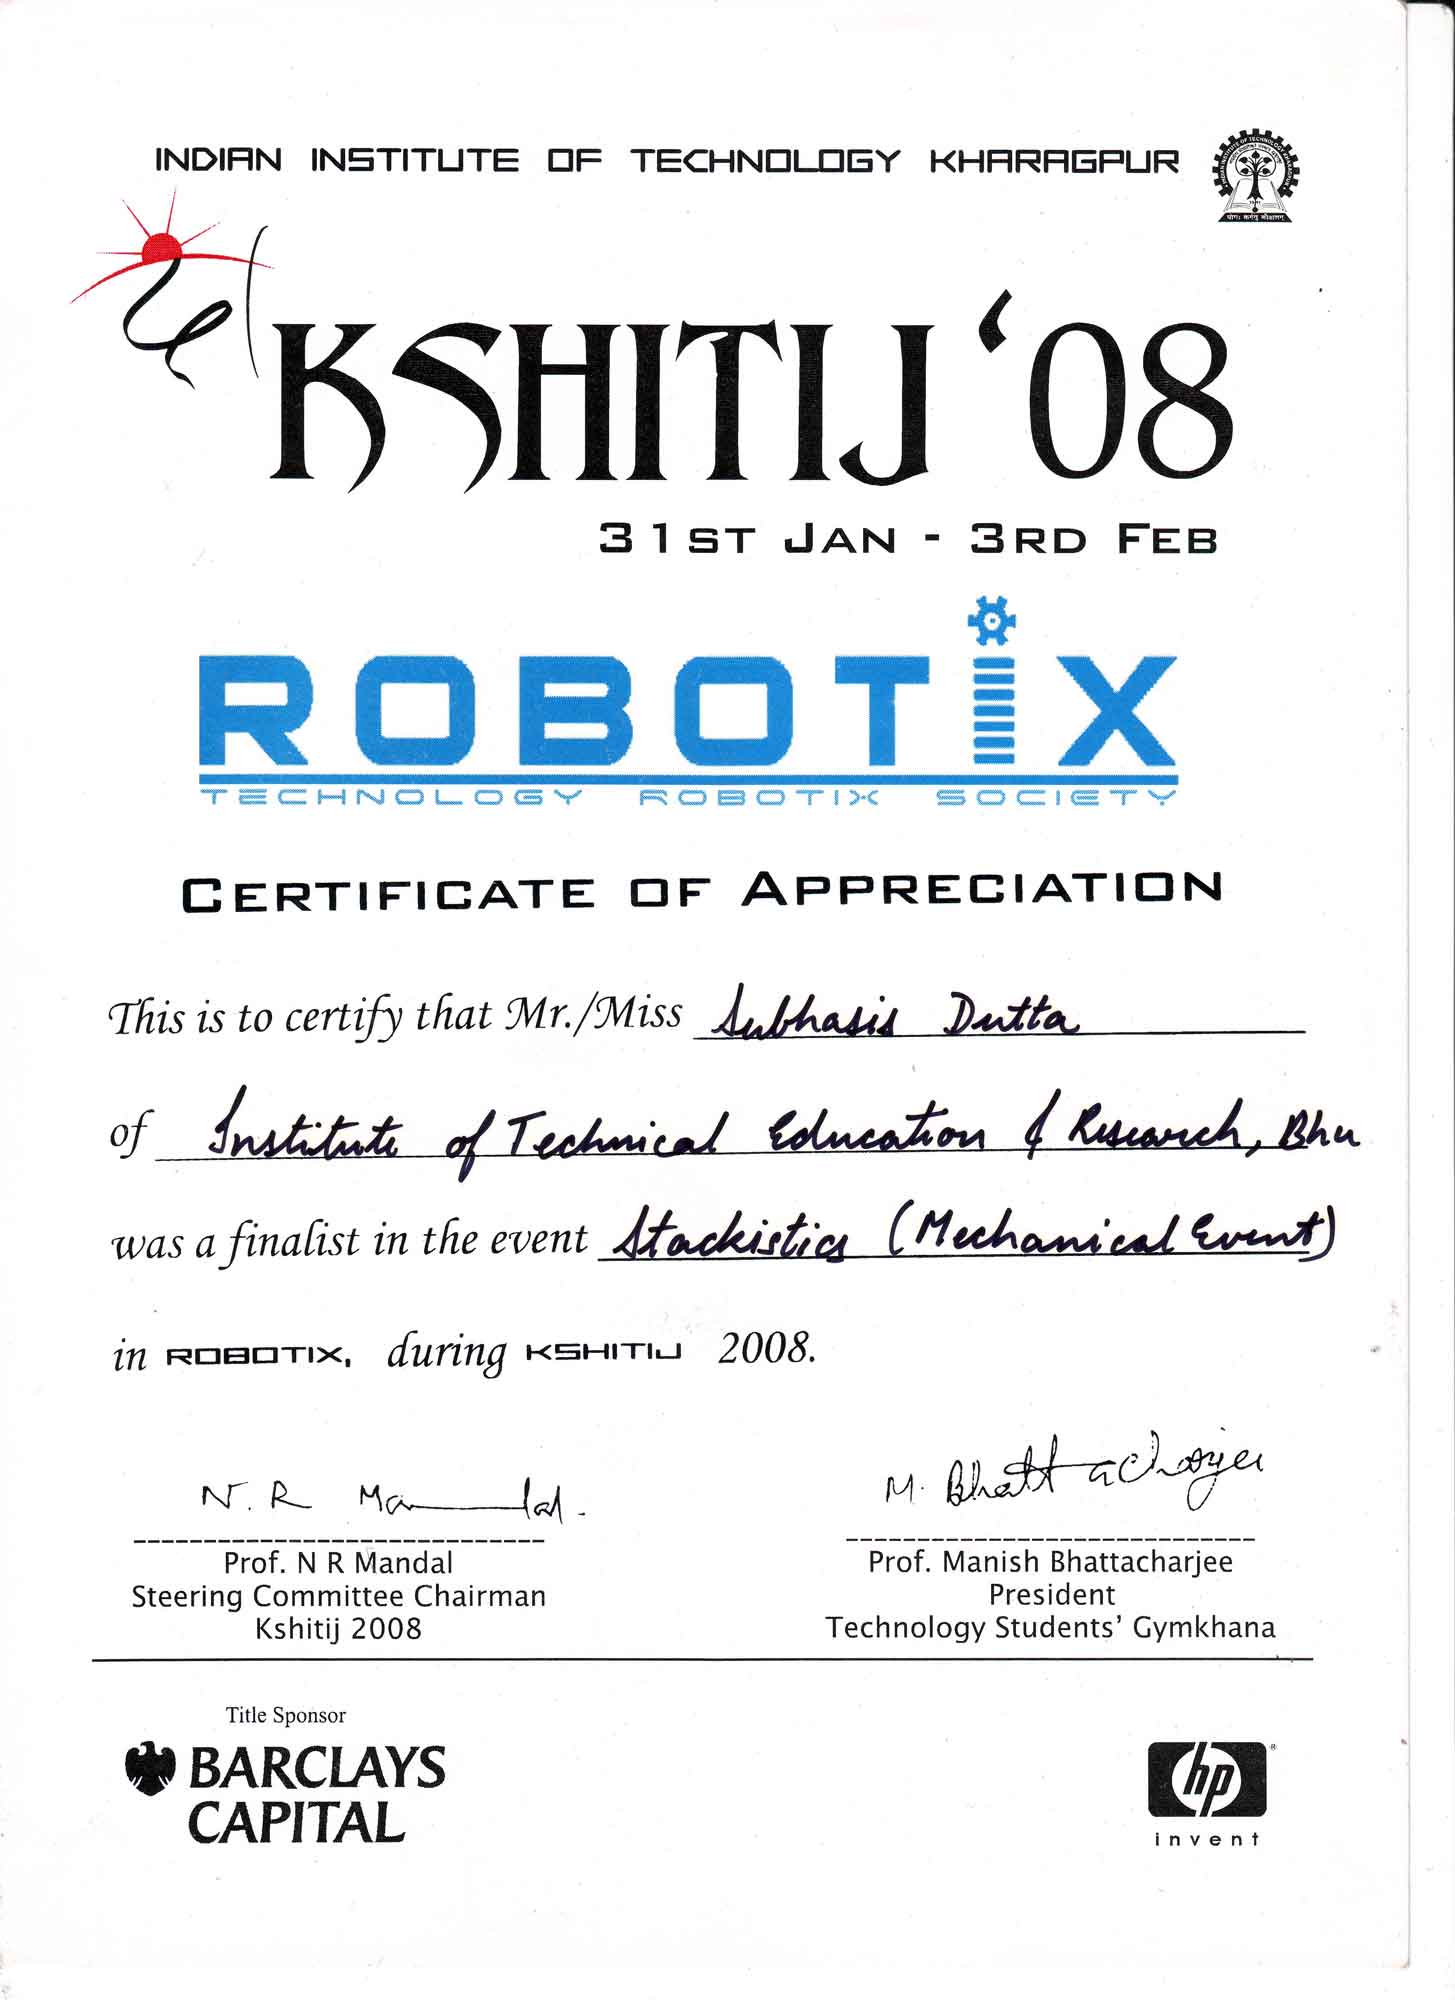 INDIAN INSTITUTE OF TECHNOLOGY KHARAGPUR
KSHITIJ '08
31ST JAN - 3RD FEB
ROBOTIX
TECHNOLOGY ROBOTIX SOCIETY
CERTIFICATE OF APPRECIATION
This is to certify that Mr./Miss Subhasis Dutta
of Institute of Technical Education & Research, Bhu
was a finalist in the event Stackistics (Mechanical Event)
in ROBOTIX, during KSHITIJ 2008.
N. R Mandal.
M. Bhattacharjee
Prof. N R Mandal
Steering Committee Chairman
Kshitij 2008
Prof. Manish Bhattacharjee
President
Technology Students' Gymkhana
Title Sponsor
BARCLAYS
CAPITAL
hp
invent